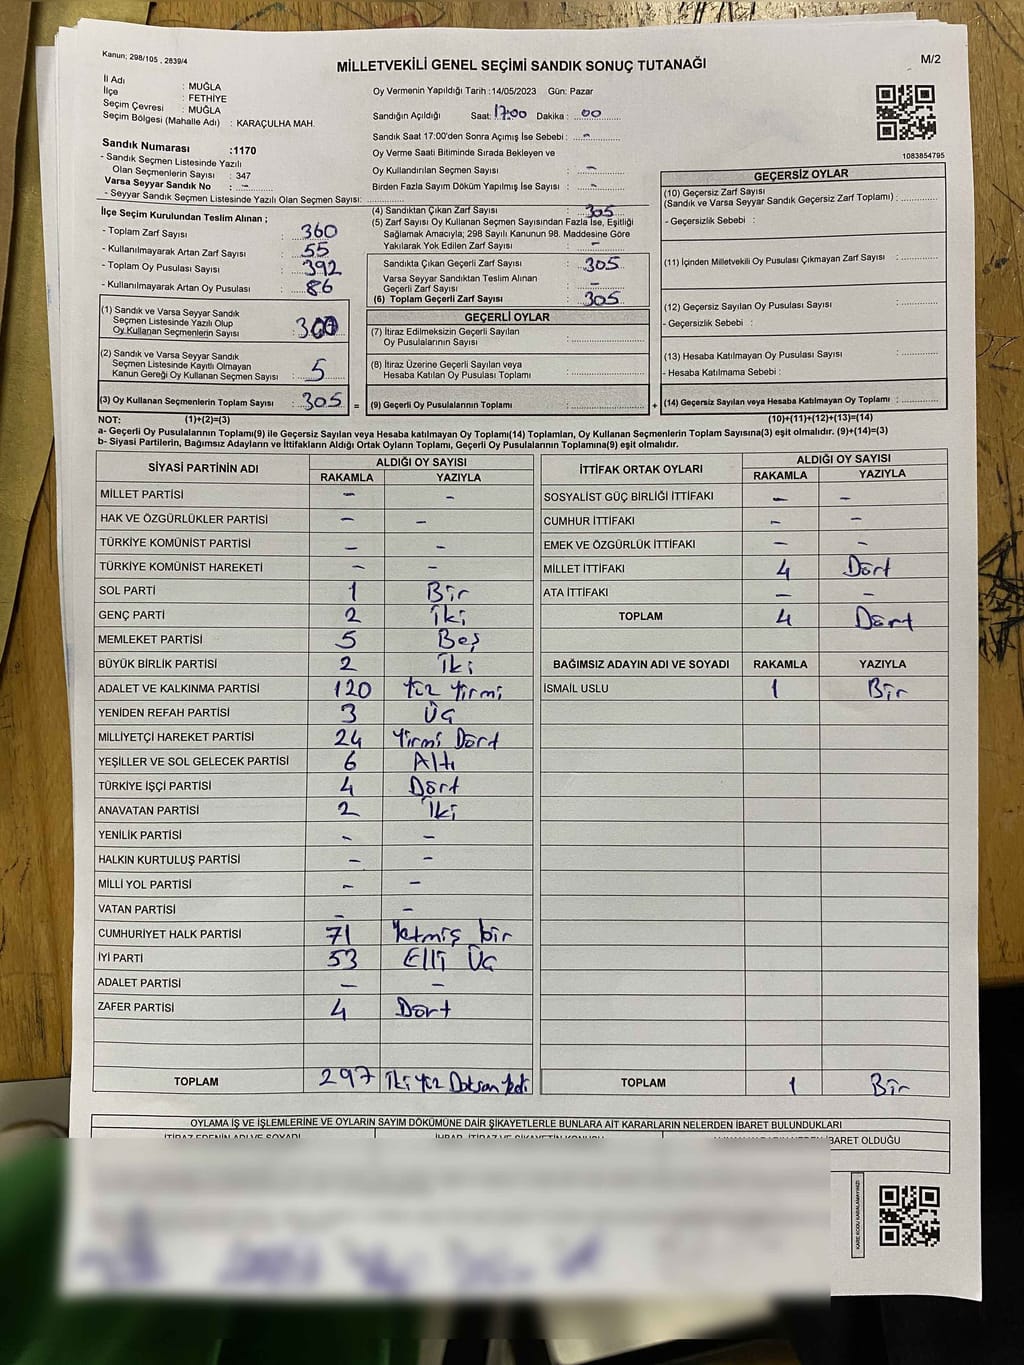 Kanun; 298/105 , 2839/4
MİLLETVEKİLİ GENEL SEÇİMİ SANDIK SONUÇ TUTANAĞI
M/2
İl Adı : MUĞLA
İlçe : FETHİYE
Seçim Çevresi : MUĞLA
Seçim Bölgesi (Mahalle Adı) : KARAÇULHA MAH.
Sandık Numarası :1170
- Sandık Seçmen Listesinde Yazılı
Olan Seçmenlerin Sayısı : 347
Varsa Seyyar Sandık No : -
- Seyyar Sandık Seçmen Listesinde Yazılı Olan Seçmen Sayısı:
Oy Vermenin Yapıldığı Tarih :14/05/2023 Gün: Pazar
Sandığın Açıldığı Saat: 17:00 Dakika : 00
Sandık Saat 17:00'den Sonra Açımış İse Sebebi : -
Oy Verme Saati Bitiminde Sırada Bekleyen ve
Oy Kullandırılan Seçmen Sayısı : -
Birden Fazla Sayım Döküm Yapılmış İse Sayısı : -
1083854795
İlçe Seçim Kurulundan Teslim Alınan ;
- Toplam Zarf Sayısı : 360
- Kullanılmayarak Artan Zarf Sayısı : 55
- Toplam Oy Pusulası Sayısı : 392
- Kullanılmayarak Artan Oy Pusulası : 86
(1) Sandık ve Varsa Seyyar Sandık
Seçmen Listesinde Yazılı Olup
Oy Kullanan Seçmenlerin Sayısı : 300
(2) Sandık ve Varsa Seyyar Sandık
Seçmen Listesinde Kayıtlı Olmayan
Kanun Gereği Oy Kullanan Seçmen Sayısı : 5
(3) Oy Kullanan Seçmenlerin Toplam Sayısı : 305 =
(4) Sandıktan Çıkan Zarf Sayısı : 305
(5) Zarf Sayısı Oy Kullanan Seçmen Sayısından Fazla İse, Eşitliği
Sağlamak Amacıyla; 298 Sayılı Kanunun 98. Maddesine Göre
Yakılarak Yok Edilen Zarf Sayısı : -
Sandıkta Çıkan Geçerli Zarf Sayısı : 305
Varsa Seyyar Sandıktan Teslim Alınan
Geçerli Zarf Sayısı : -
(6) Toplam Geçerli Zarf Sayısı : 305
GEÇERLİ OYLAR
(7) İtiraz Edilmeksizin Geçerli Sayılan
Oy Pusulalarının Sayısı :
(8) İtiraz Üzerine Geçerli Sayılan veya
Hesaba Katılan Oy Pusulası Toplamı :
(9) Geçerli Oy Pusulalarının Toplamı : +
GEÇERSİZ OYLAR
(10) Geçersiz Zarf Sayısı
(Sandık ve Varsa Seyyar Sandık Geçersiz Zarf Toplamı) :
- Geçersizlik Sebebi :
(11) İçinden Milletvekili Oy Pusulası Çıkmayan Zarf Sayısı :
(12) Geçersiz Sayılan Oy Pusulası Sayısı :
- Geçersizlik Sebebi :
(13) Hesaba Katılmayan Oy Pusulası Sayısı :
- Hesaba Katılmama Sebebi :
(14) Geçersiz Sayılan veya Hesaba Katılmayan Oy Toplamı :
NOT: (1)+(2)=(3) (10)+(11)+(12)+(13)=(14)
a- Geçerli Oy Pusulalarının Toplamı(9) ile Geçersiz Sayılan veya Hesaba katılmayan Oy Toplamı(14) Toplamları, Oy Kullanan Seçmenlerin Toplam Sayısına(3) eşit olmalıdır. (9)+(14)=(3)
b- Siyasi Partilerin, Bağımsız Adayların ve İttifakların Aldığı Ortak Oyların Toplamı, Geçerli Oy Pusulalarının Toplamına(9) eşit olmalıdır.
SİYASİ PARTİNİN ADI ALDIĞI OY SAYISI
RAKAMLA YAZIYLA
MİLLET PARTİSİ - -
HAK VE ÖZGÜRLÜKLER PARTİSİ - -
TÜRKİYE KOMÜNİST PARTİSİ - -
TÜRKİYE KOMÜNİST HAREKETİ - -
SOL PARTİ 1 Bir
GENÇ PARTİ 2 İki
MEMLEKET PARTİSİ 5 Beş
BÜYÜK BİRLİK PARTİSİ 2 İki
ADALET VE KALKINMA PARTİSİ 120 Yüz Yirmi
YENİDEN REFAH PARTİSİ 3 Üç
MİLLİYETÇİ HAREKET PARTİSİ 24 Yirmi Dört
YEŞİLLER VE SOL GELECEK PARTİSİ 6 Altı
TÜRKİYE İŞÇİ PARTİSİ 4 Dört
ANAVATAN PARTİSİ 2 İki
YENİLİK PARTİSİ - -
HALKIN KURTULUŞ PARTİSİ - -
MİLLİ YOL PARTİSİ - -
VATAN PARTİSİ - -
CUMHURİYET HALK PARTİSİ 71 Yetmiş bir
İYİ PARTİ 53 Elli Üç
ADALET PARTİSİ - -
ZAFER PARTİSİ 4 Dört
TOPLAM 297 İki Yüz Doksan Yedi
İTTİFAK ORTAK OYLARI ALDIĞI OY SAYISI
RAKAMLA YAZIYLA
SOSYALİST GÜÇ BİRLİĞİ İTTİFAKI - -
CUMHUR İTTİFAKI - -
EMEK VE ÖZGÜRLÜK İTTİFAKI - -
MİLLET İTTİFAKI 4 Dört
ATA İTTİFAKI - -
TOPLAM 4 Dört
BAĞIMSIZ ADAYIN ADI VE SOYADI RAKAMLA YAZIYLA
İSMAİL USLU 1 Bir
TOPLAM 1 Bir
OYLAMA İŞ VE İŞLEMLERİNE VE OYLARIN SAYIM DÖKÜMÜNE DAİR ŞİKAYETLERLE BUNLARA AİT KARARLARIN NELERDEN İBARET BULUNDUKLARI
İTİRAZ EDENİN ADI VE SOYADI
İHBAR, İTİRAZ VE ŞİKAYETİN KONUSU
İBARET OLDUĞU